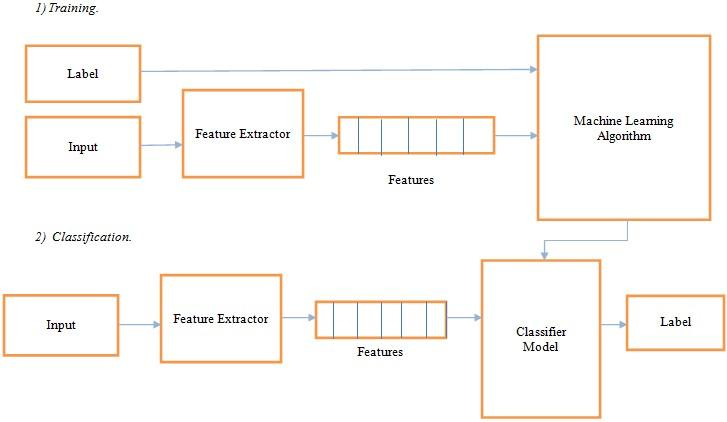 1) Training.
Label
Input
Feature Extractor
Features
Machine Learning
Algorithm
2) Classification.
Input
Feature Extractor
Features
Classifier
Model
Label